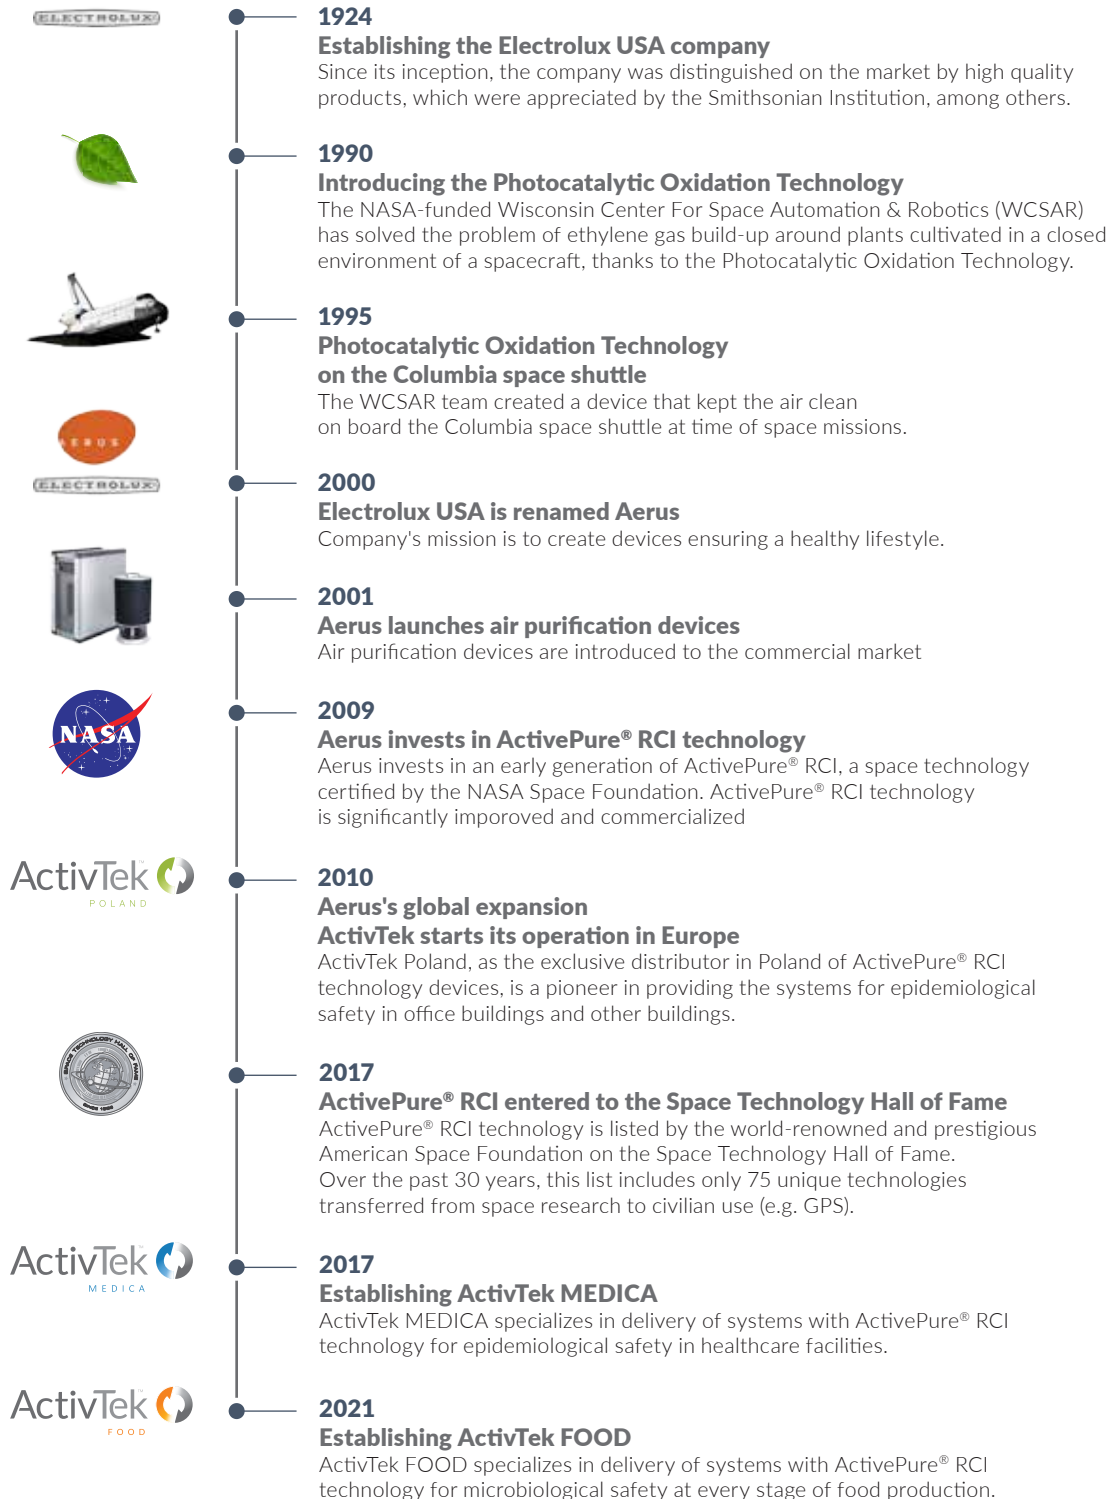 ELECTROLUX
1924
Establishing the Electrolux USA company
Since its inception, the company was distinguished on the market by high quality
products, which were appreciated by the Smithsonian Institution, among others.
1990
Introducing the Photocatalytic Oxidation Technology
The NASA-funded Wisconsin Center For Space Automation & Robotics (WCSAR)
has solved the problem of ethylene gas build-up around plants cultivated in a closed
environment of a spacecraft, thanks to the Photocatalytic Oxidation Technology.
1995
Photocatalytic Oxidation Technology
on the Columbia space shuttle
The WCSAR team created a device that kept the air clean
on board the Columbia space shuttle at time of space missions.
AERUS
ELECTROLUX
2000
Electrolux USA is renamed Aerus
Company's mission is to create devices ensuring a healthy lifestyle.
2001
Aerus launches air purification devices
Air purification devices are introduced to the commercial market
NASA
2009
Aerus invests in ActivePure® RCI technology
Aerus invests in an early generation of ActivePure® RCI, a space technology
certified by the NASA Space Foundation. ActivePure® RCI technology
is significantly imporoved and commercialized
ActivTek™
POLAND
2010
Aerus's global expansion
ActivTek starts its operation in Europe
ActivTek Poland, as the exclusive distributor in Poland of ActivePure® RCI
technology devices, is a pioneer in providing the systems for epidemiological
safety in office buildings and other buildings.
SPACE TECHNOLOGY HALL OF FAME
SINCE 1988
2017
ActivePure® RCI entered to the Space Technology Hall of Fame
ActivePure® RCI technology is listed by the world-renowned and prestigious
American Space Foundation on the Space Technology Hall of Fame.
Over the past 30 years, this list includes only 75 unique technologies
transferred from space research to civilian use (e.g. GPS).
ActivTek™
MEDICA
2017
Establishing ActivTek MEDICA
ActivTek MEDICA specializes in delivery of systems with ActivePure® RCI
technology for epidemiological safety in healthcare facilities.
ActivTek™
FOOD
2021
Establishing ActivTek FOOD
ActivTek FOOD specializes in delivery of systems with ActivePure® RCI
technology for microbiological safety at every stage of food production.